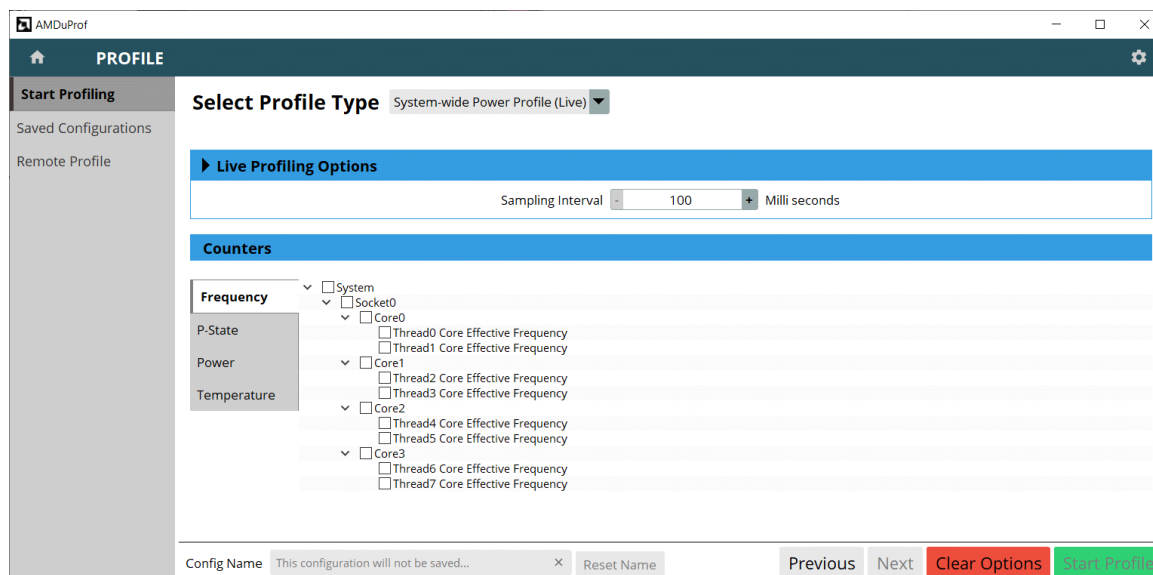 AMDuProf
PROFILE
Start Profiling
Saved Configurations
Remote Profile
Select Profile Type System-wide Power Profile (Live)
Live Profiling Options
Sampling Interval - 100 + Milli seconds
Counters
Frequency
P-State
Power
Temperature
System
Socket0
Core0
Thread0 Core Effective Frequency
Thread1 Core Effective Frequency
Core1
Thread2 Core Effective Frequency
Thread3 Core Effective Frequency
Core2
Thread4 Core Effective Frequency
Thread5 Core Effective Frequency
Core3
Thread6 Core Effective Frequency
Thread7 Core Effective Frequency
Config Name This configuration will not be saved... Reset Name Previous Next Clear Options Start Profile